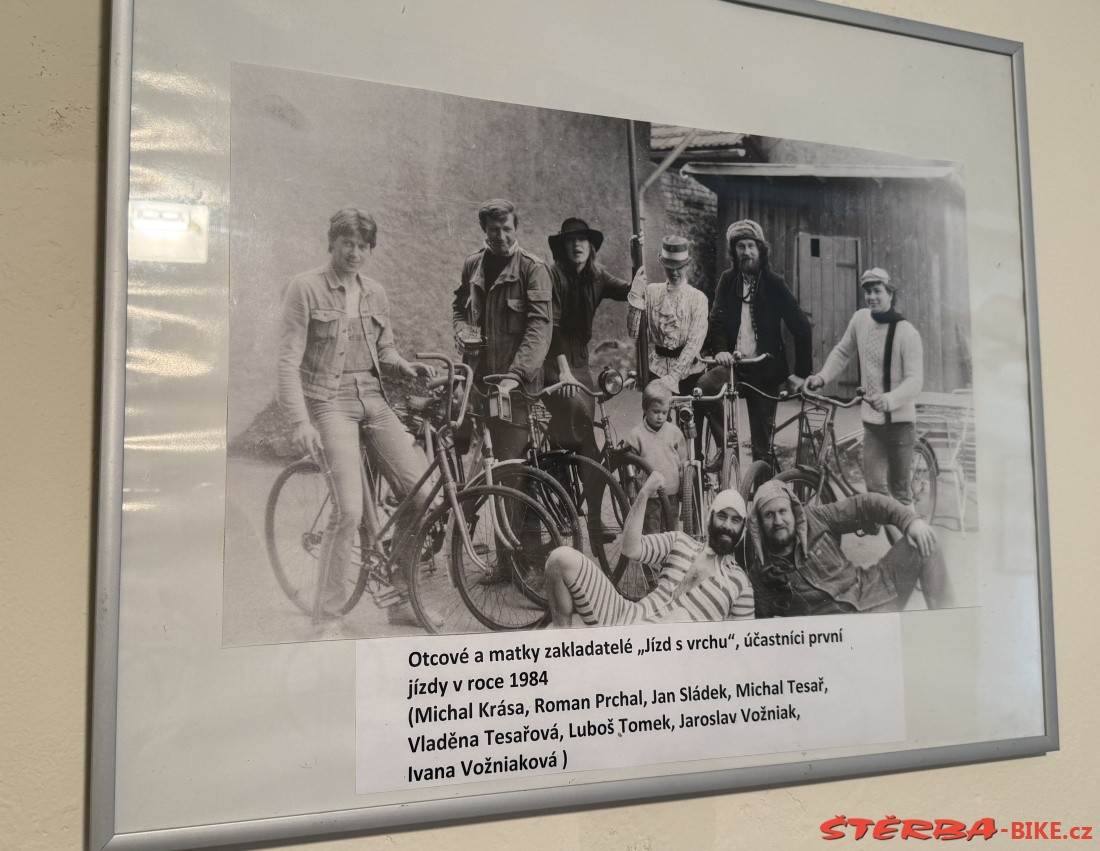 Otcové a matky zakladatelé „Jízd s vrchu“, účastníci první
jízdy v roce 1984
(Michal Krása, Roman Prchal, Jan Sládek, Michal Tesař,
Vladěna Tesařová, Luboš Tomek, Jaroslav Vožniak,
Ivana Vožniaková )
ŠTĚRBA-BIKE.cz